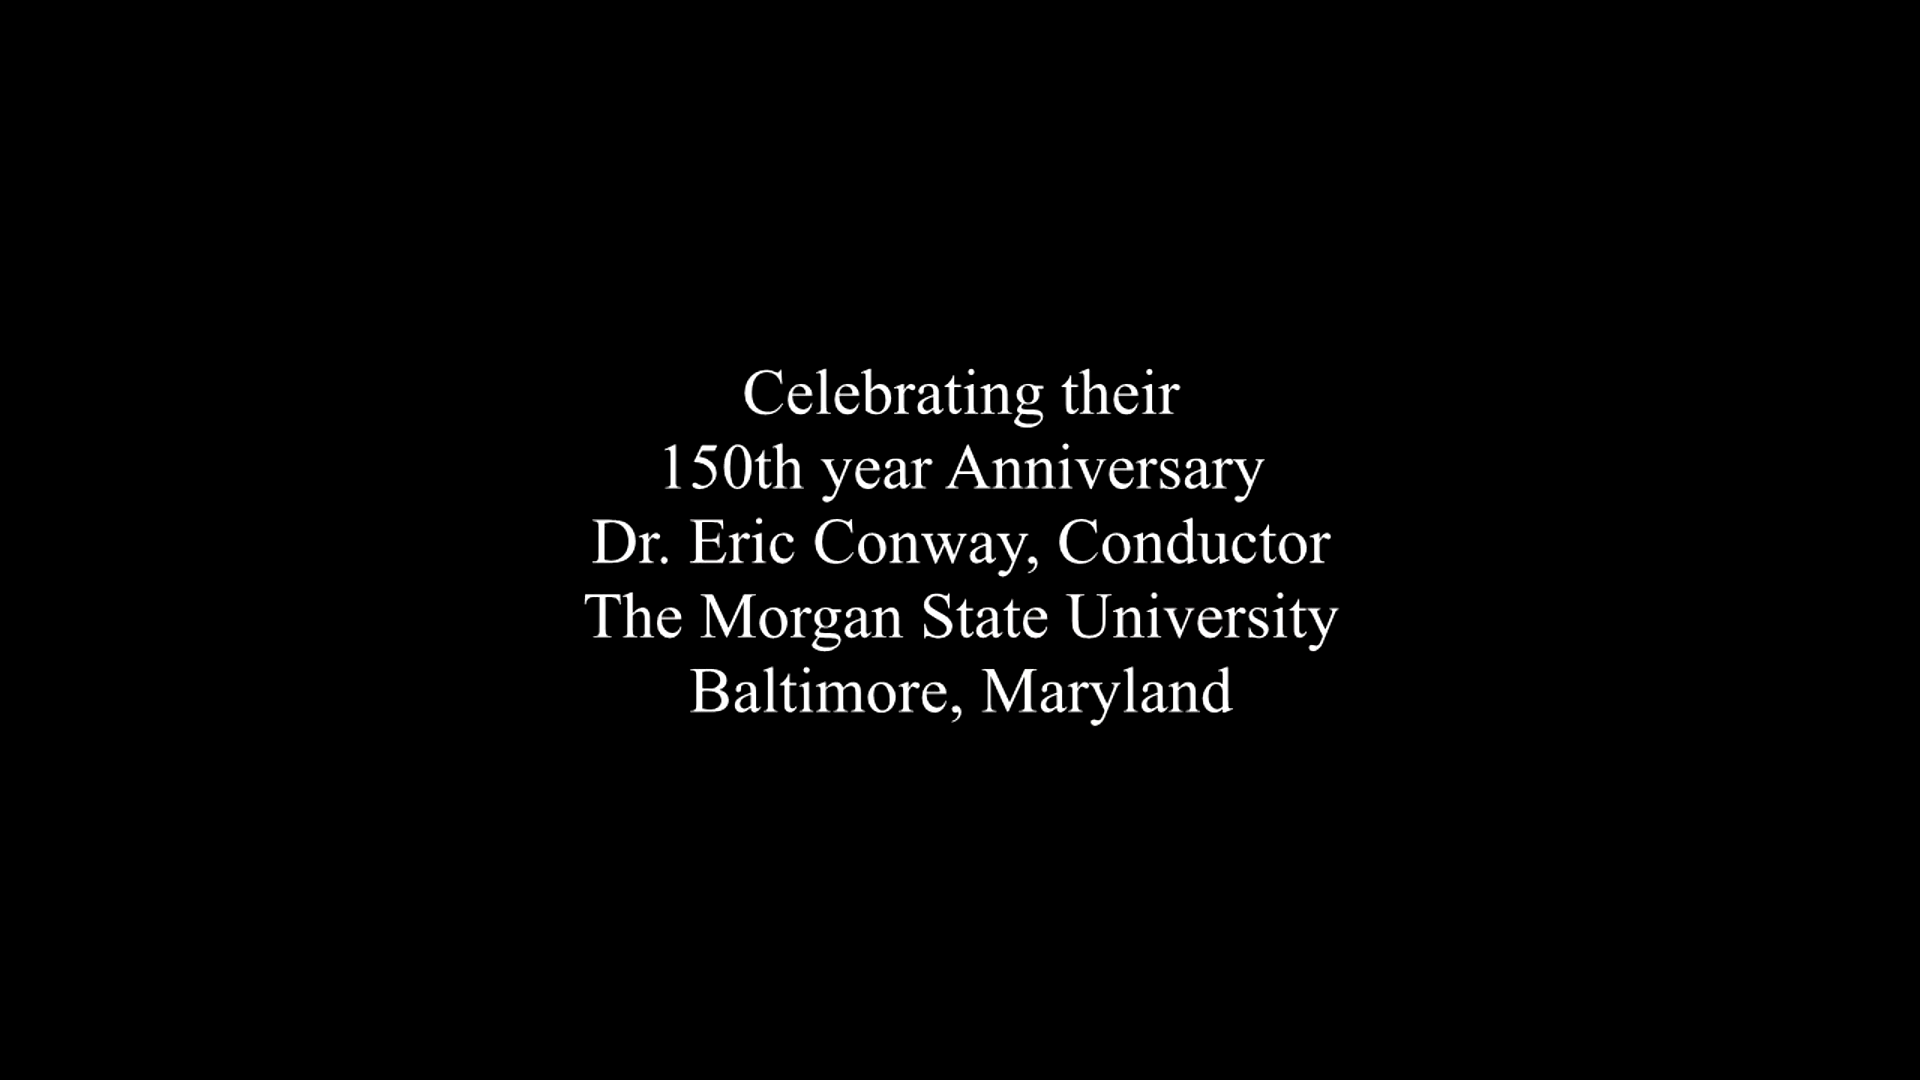 Celebrating their
150th year Anniversary
Dr. Eric Conway, Conductor
The Morgan State University
Baltimore, Maryland